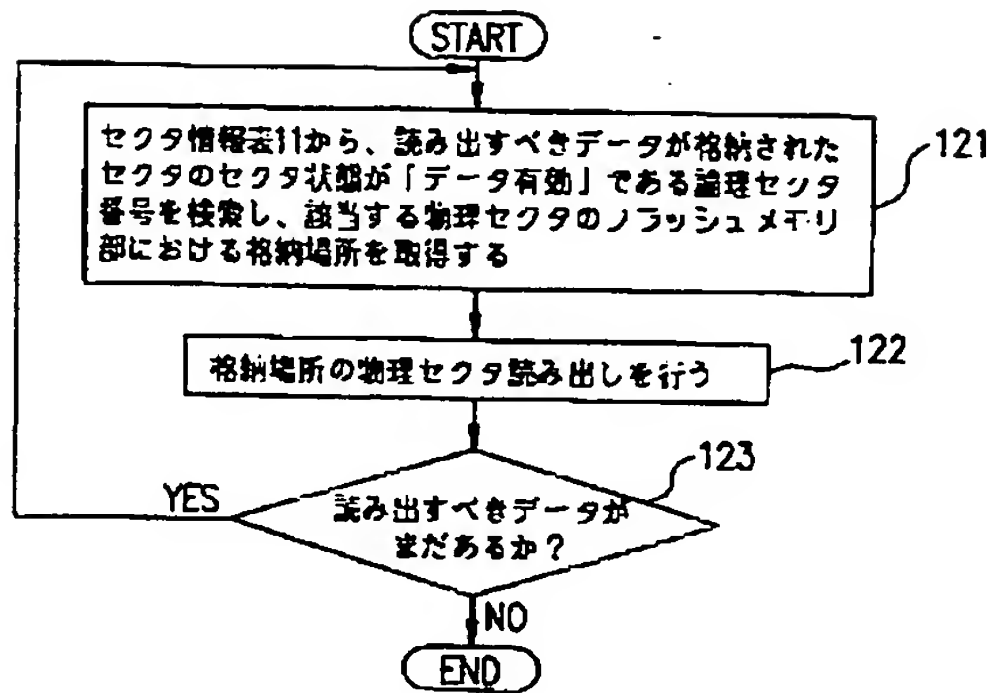 START
セクタ情報表11から、読み出すべきデータが格納された
セクタのセクタ状態が「データ有効」である論理セクタ
番号を検索し、該当する物理セクタのフラッシュメモリ
部における格納場所を取得する
121
格納場所の物理セクタ読み出しを行う
122
読み出すべきデータが
まだあるか？
123
YES
NO
END